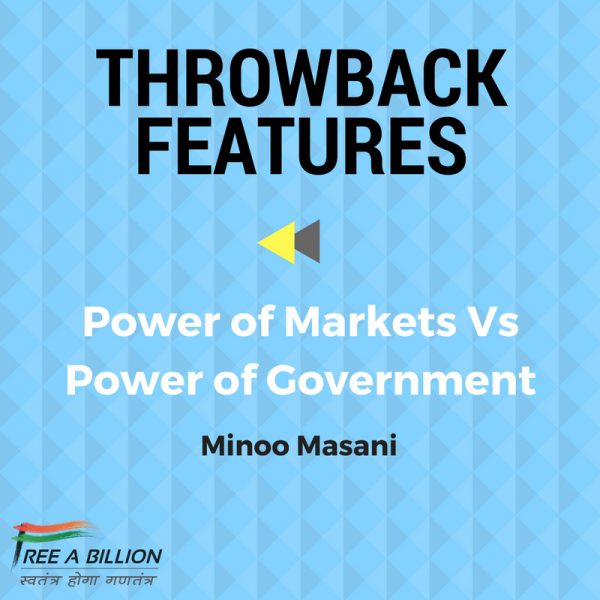 THROWBACK
FEATURES
Power of Markets Vs
Power of Government
Minoo Masani
FREE A BILLION
स्वतंत्र होगा गणतंत्र